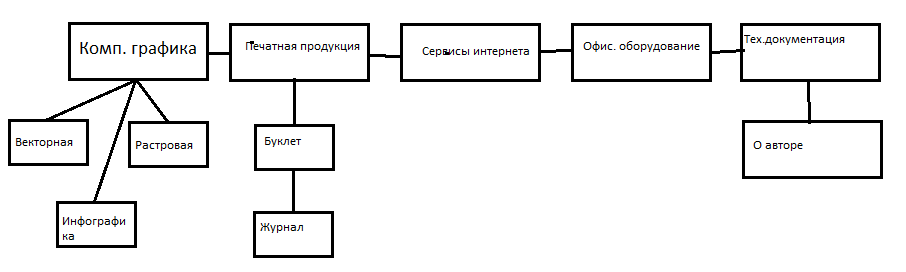 Комп. графика
Печатная продукция
Сервисы интернета
Офис. оборудование
Тех.документация
Векторная
Растровая
Инфографи
ка
Буклет
Журнал
О авторе